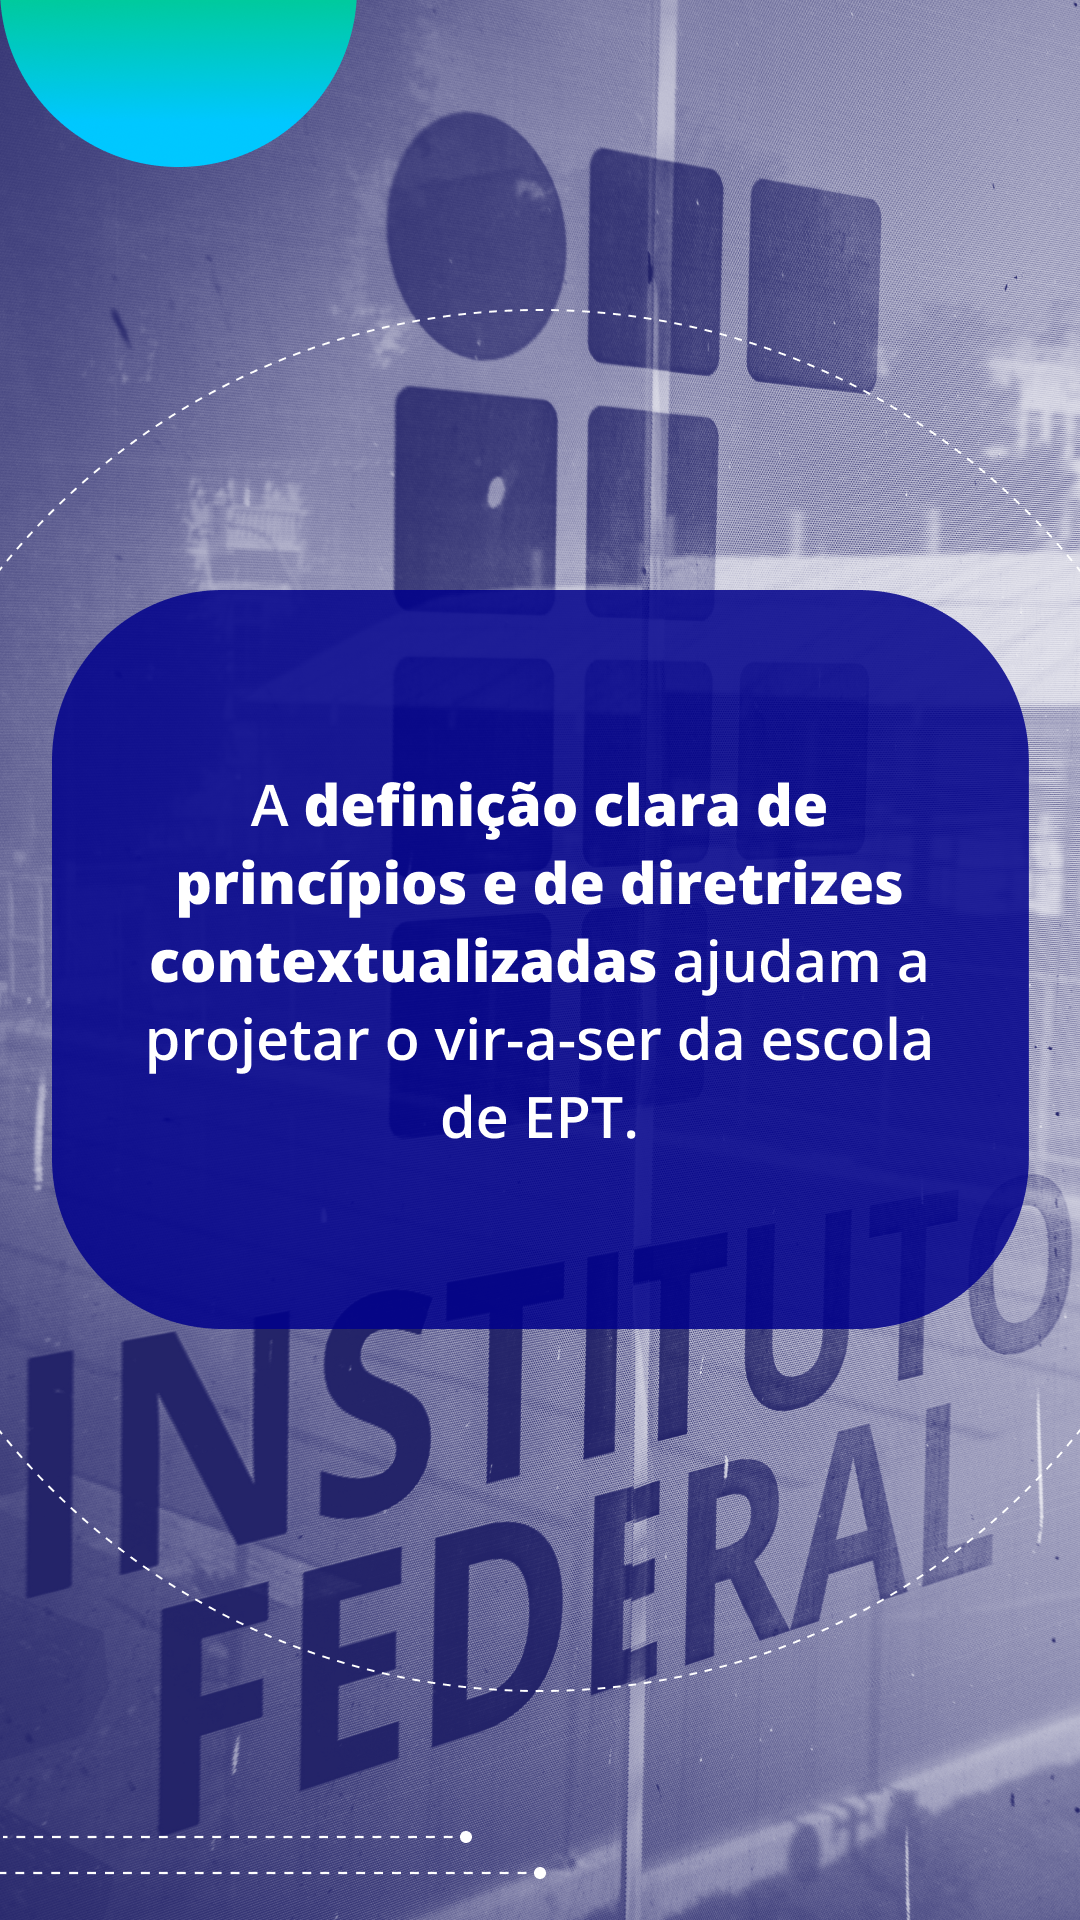 A definição clara de
princípios e de diretrizes
contextualizadas ajudam a
projetar o vir-a-ser da escola
de EPT.
INSTITUTO
FEDERAL